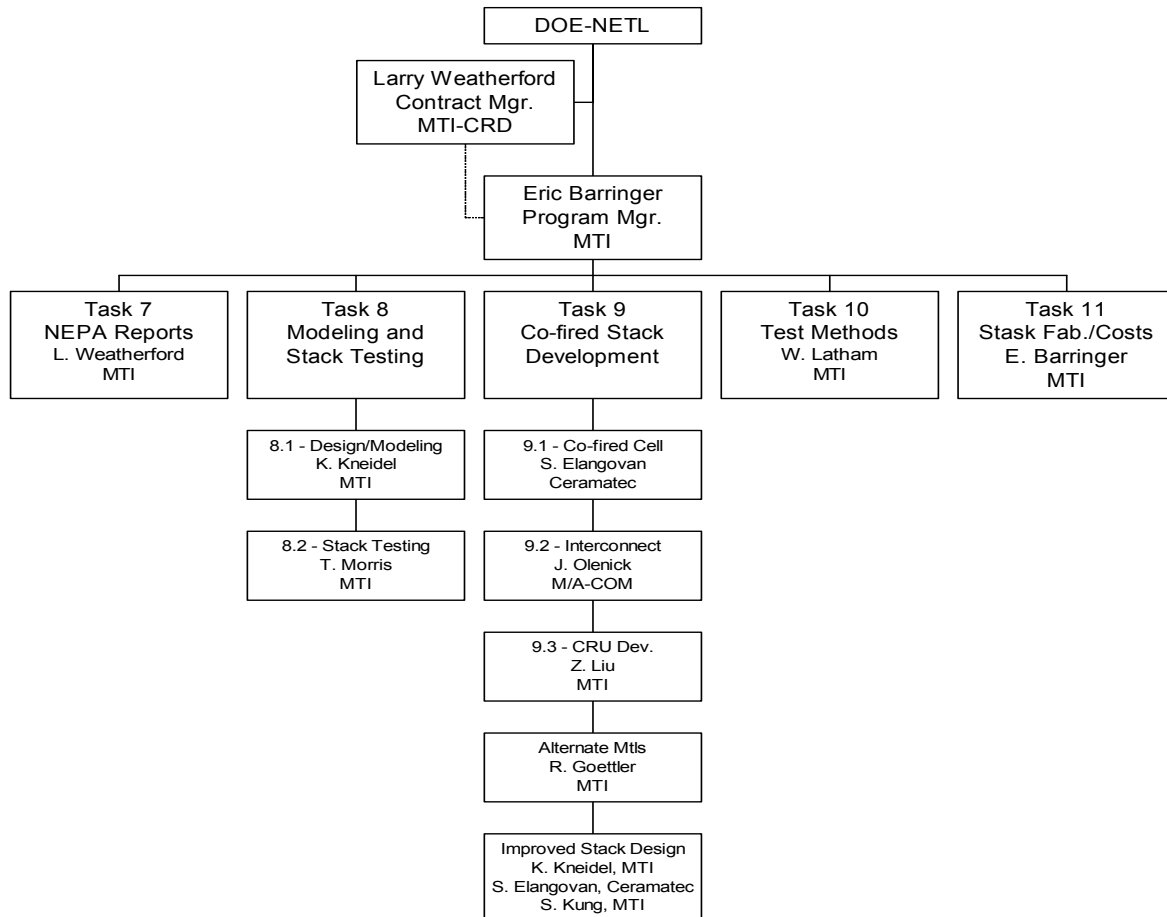 DOE-NETL
Larry Weatherford
Contract Mgr.
MTI-CRD
Eric Barringer
Program Mgr.
MTI
Task 7
NEPA Reports
L. Weatherford
MTI
Task 8
Modeling and
Stack Testing
Task 9
Co-fired Stack
Development
Task 10
Test Methods
W. Latham
MTI
Task 11
Stask Fab./Costs
E. Barringer
MTI
8.1 - Design/Modeling
K. Kneidel
MTI
8.2 - Stack Testing
T. Morris
MTI
9.1 - Co-fired Cell
S. Elangovan
Ceramatec
9.2 - Interconnect
J. Olenick
M/A-COM
9.3 - CRU Dev.
Z. Liu
MTI
Alternate Mtls
R. Goettler
MTI
Improved Stack Design
K. Kneidel, MTI
S. Elangovan, Ceramatec
S. Kung, MTI